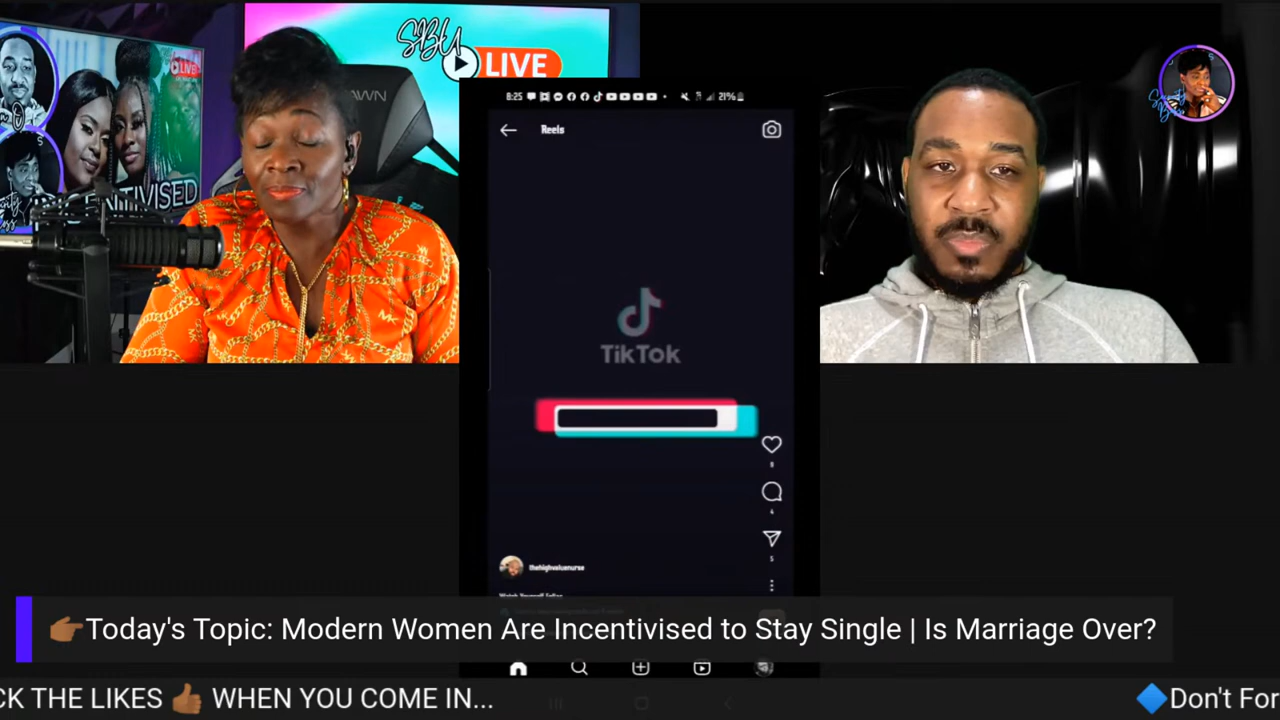 SBU
LIVE
AWN
LIVE
8:25
21%
Reels
TikTok
thehighvaluenurse
👉🏾Today's Topic: Modern Women Are Incentivised to Stay Single | Is Marriage Over?
CK THE LIKES 👍🏾 WHEN YOU COME IN...
🔷Don't For